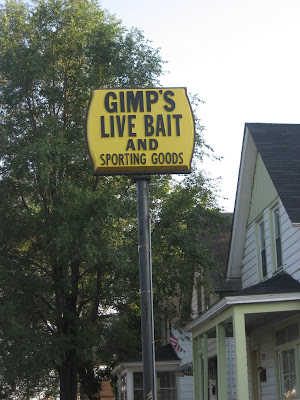 GIMP'S
LIVE BAIT
AND
SPORTING GOODS